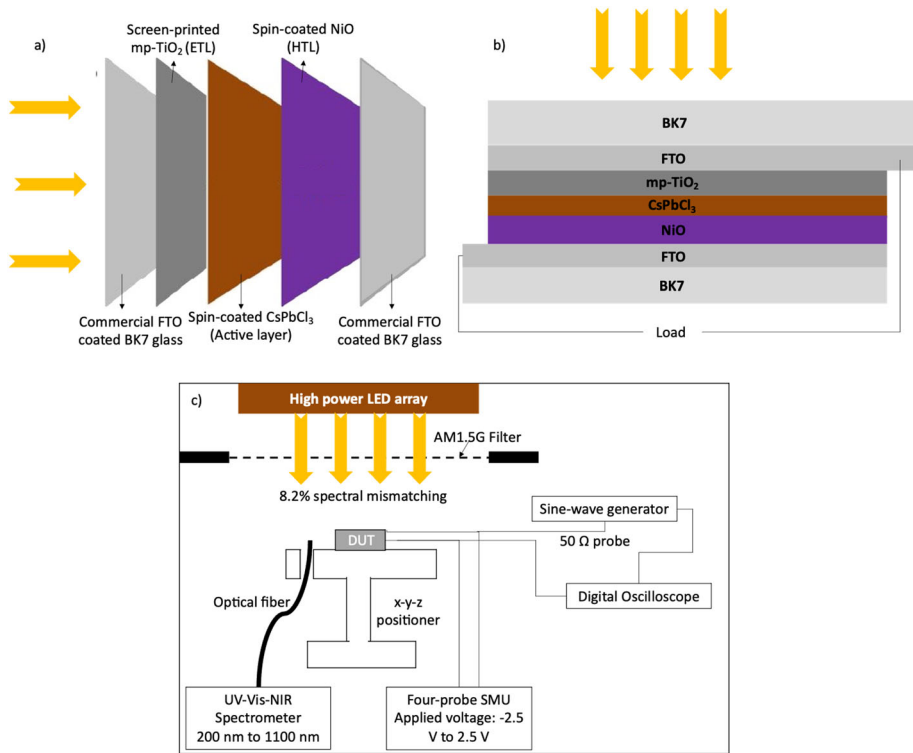 a)
Screen-printed
mp-TiO₂ (ETL)
Spin-coated NiO
(HTL)
Commercial FTO
coated BK7 glass
Spin-coated CsPbCl₃
(Active layer)
Commercial FTO
coated BK7 glass
b)
BK7
FTO
mp-TiO₂
CsPbCl₃
NiO
FTO
BK7
Load
c)
High power LED array
AM1.5G Filter
8.2% spectral mismatching
Sine-wave generator
DUT
50 Ω probe
Digital Oscilloscope
Optical fiber
x-y-z
positioner
UV-Vis-NIR
Spectrometer
200 nm to 1100 nm
Four-probe SMU
Applied voltage: -2.5
V to 2.5 V